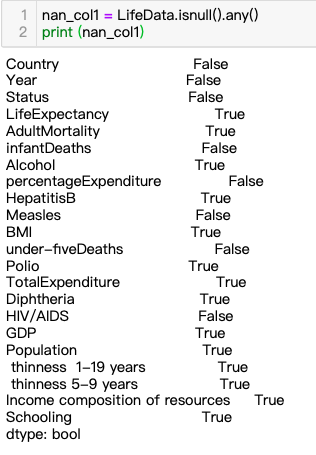 1 nan_col1 = LifeData.isnull().any()
2 print (nan_col1)
Country False
Year False
Status False
LifeExpectancy True
AdultMortality True
infantDeaths False
Alcohol True
percentageExpenditure False
HepatitisB True
Measles False
BMI True
under-fiveDeaths False
Polio True
TotalExpenditure True
Diphtheria True
HIV/AIDS False
GDP True
Population True
thinness 1-19 years True
thinness 5-9 years True
Income composition of resources True
Schooling True
dtype: bool